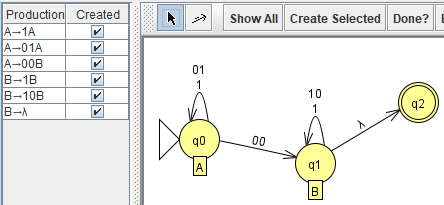 Production Created
A→1A
A→01A
A→00B
B→1B
B→10B
B→λ
Show All Create Selected Done?
01
1
q0
A
00
10
1
q1
B
λ
q2